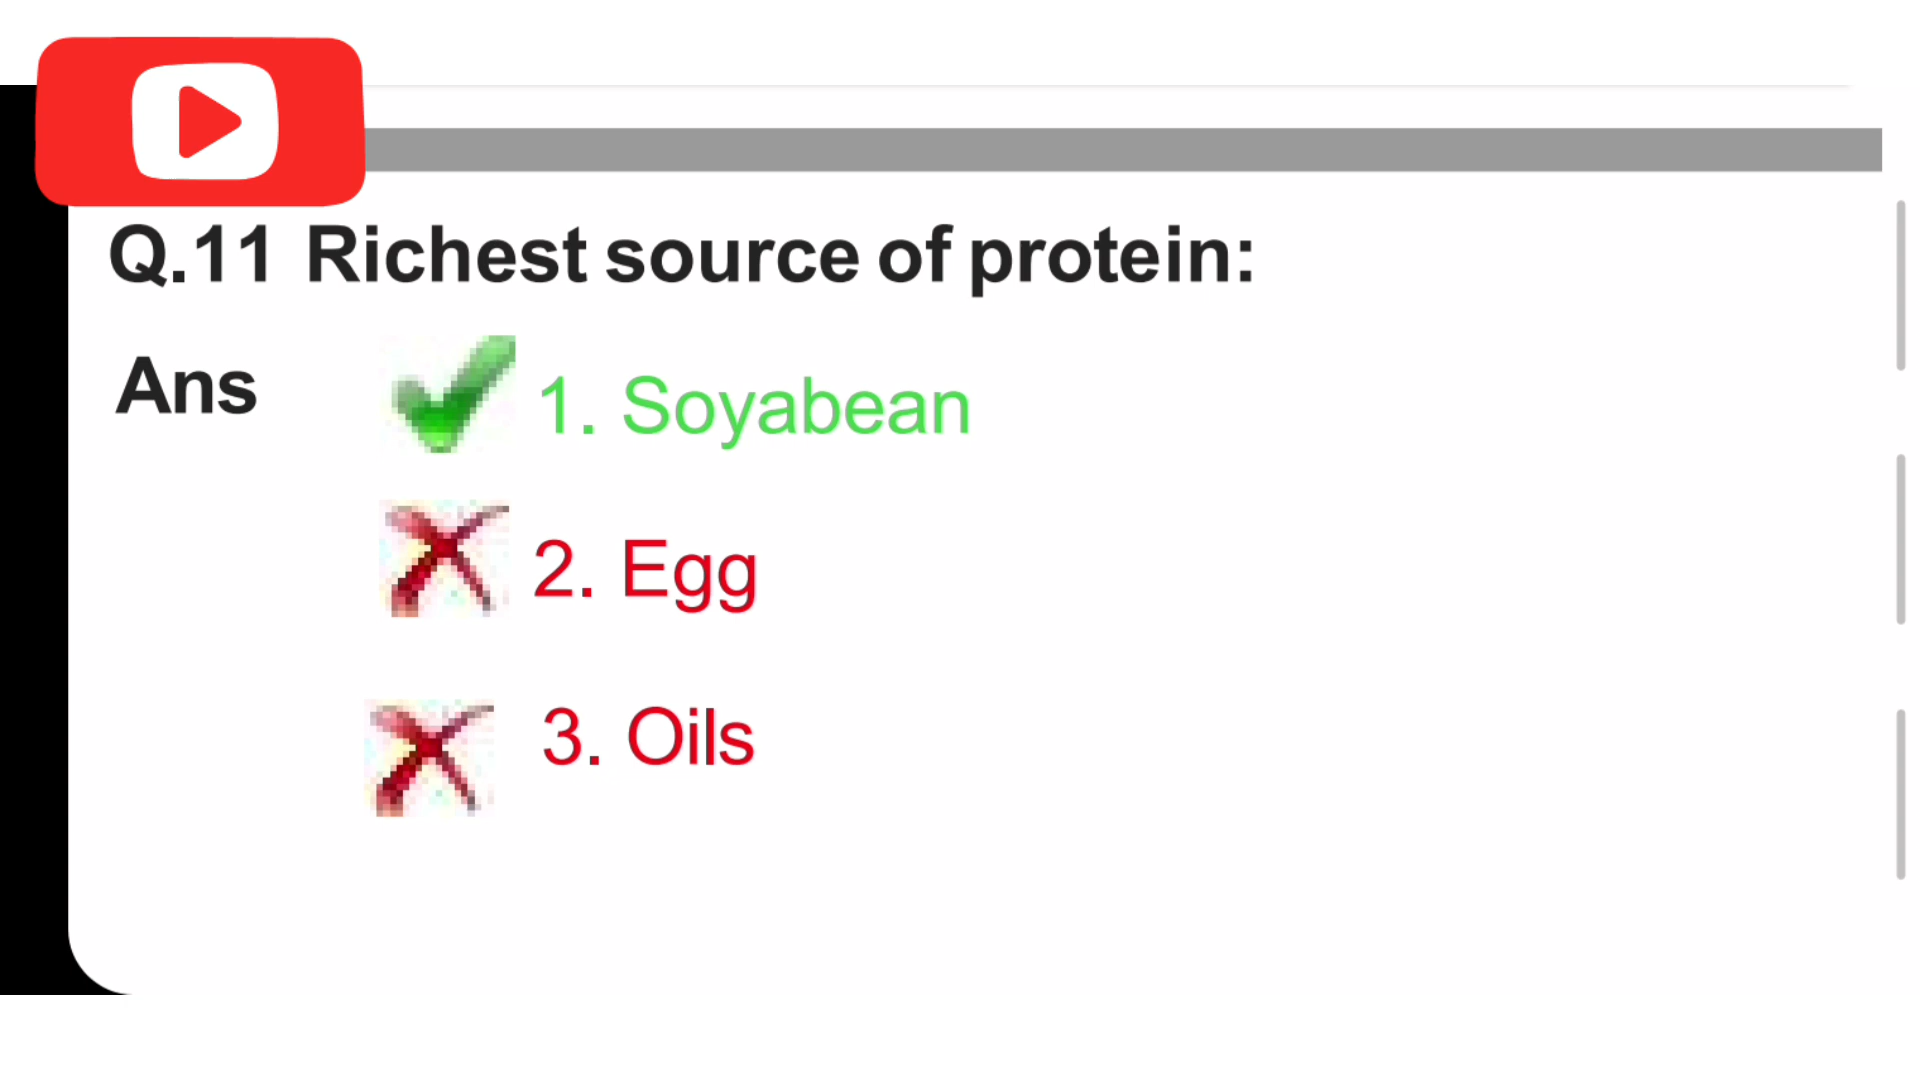 Q.11 Richest source of protein:
Ans
1. Soyabean
2. Egg
3. Oils